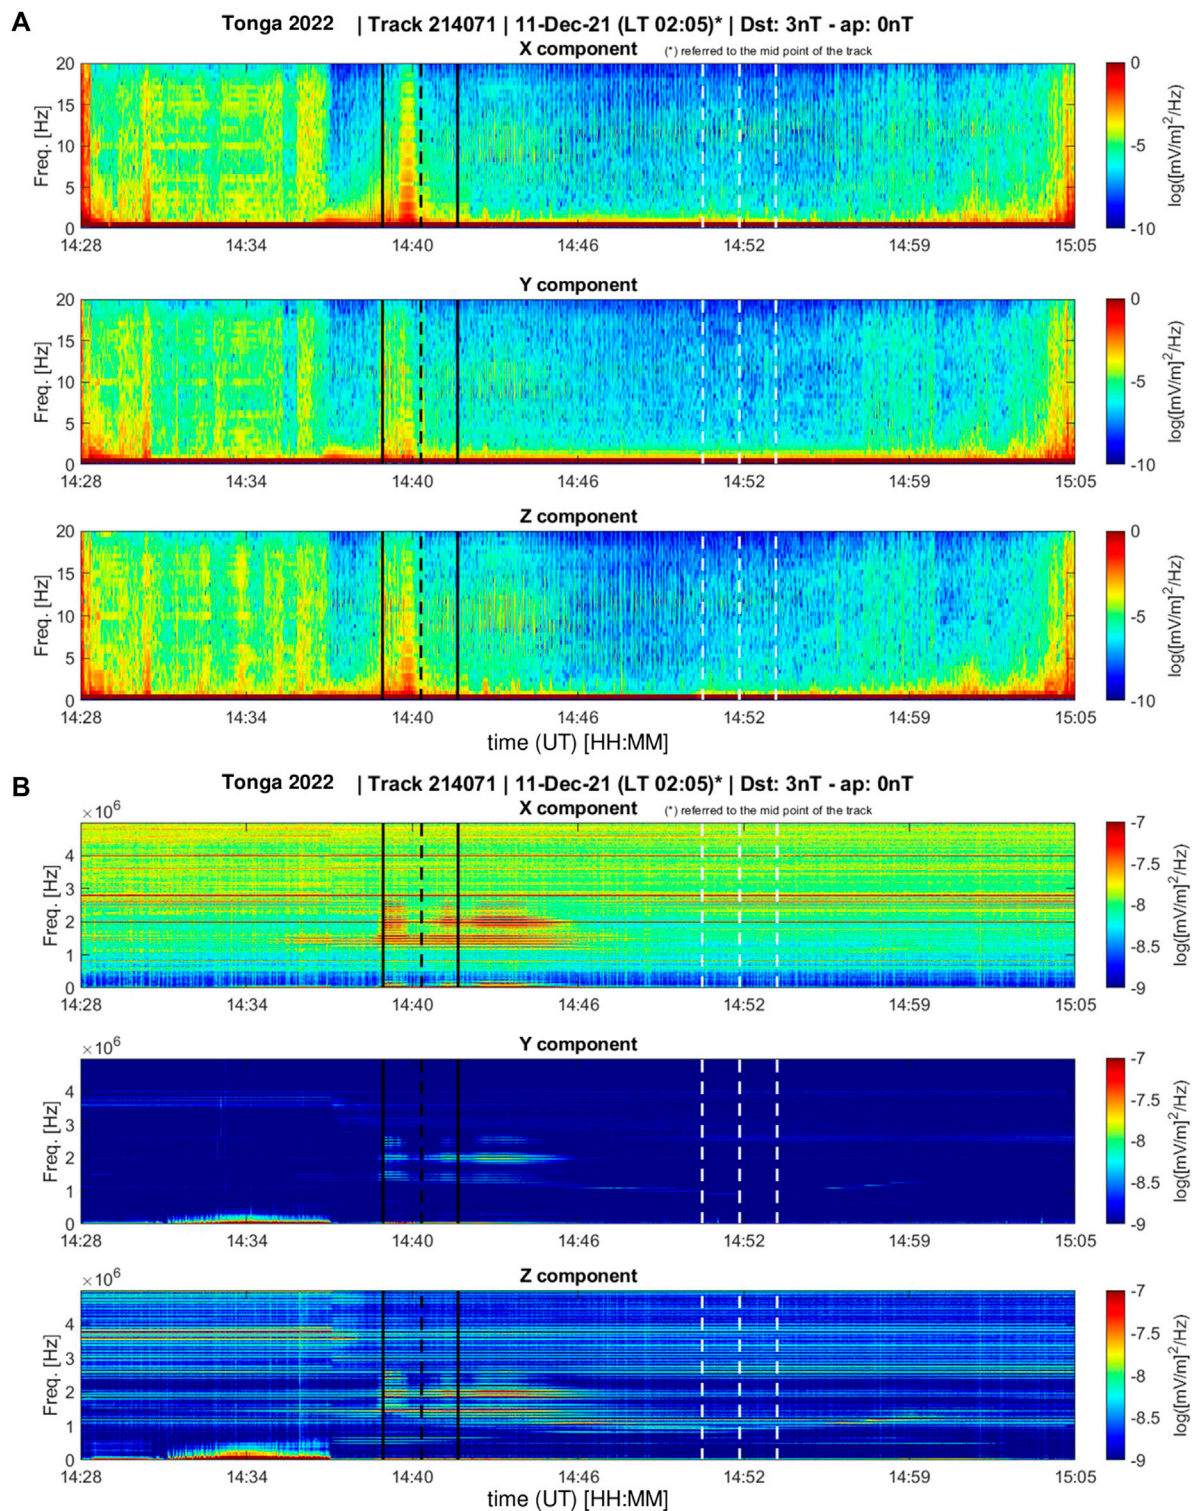 A
Tonga 2022 | Track 214071 | 11-Dec-21 (LT 02:05)* | Dst: 3nT - ap: 0nT
X component (*) referred to the mid point of the track
Freq. [Hz]
20
15
10
5
0
14:28 14:34 14:40 14:46 14:52 14:59 15:05
0
-5
-10
log([mV/m]²/Hz)
Y component
Freq. [Hz]
20
15
10
5
0
14:28 14:34 14:40 14:46 14:52 14:59 15:05
0
-5
-10
log([mV/m]²/Hz)
Z component
Freq. [Hz]
20
15
10
5
0
14:28 14:34 14:40 14:46 14:52 14:59 15:05
0
-5
-10
log([mV/m]²/Hz)
time (UT) [HH:MM]
B
Tonga 2022 | Track 214071 | 11-Dec-21 (LT 02:05)* | Dst: 3nT - ap: 0nT
X component (*) referred to the mid point of the track
×10⁶
Freq. [Hz]
4
3
2
1
0
14:28 14:34 14:40 14:46 14:52 14:59 15:05
-7
-7.5
-8
-8.5
-9
log([mV/m]²/Hz)
Y component
×10⁶
Freq. [Hz]
4
3
2
1
0
14:28 14:34 14:40 14:46 14:52 14:59 15:05
-7
-7.5
-8
-8.5
-9
log([mV/m]²/Hz)
Z component
×10⁶
Freq. [Hz]
4
3
2
1
0
14:28 14:34 14:40 14:46 14:52 14:59 15:05
-7
-7.5
-8
-8.5
-9
log([mV/m]²/Hz)
time (UT) [HH:MM]